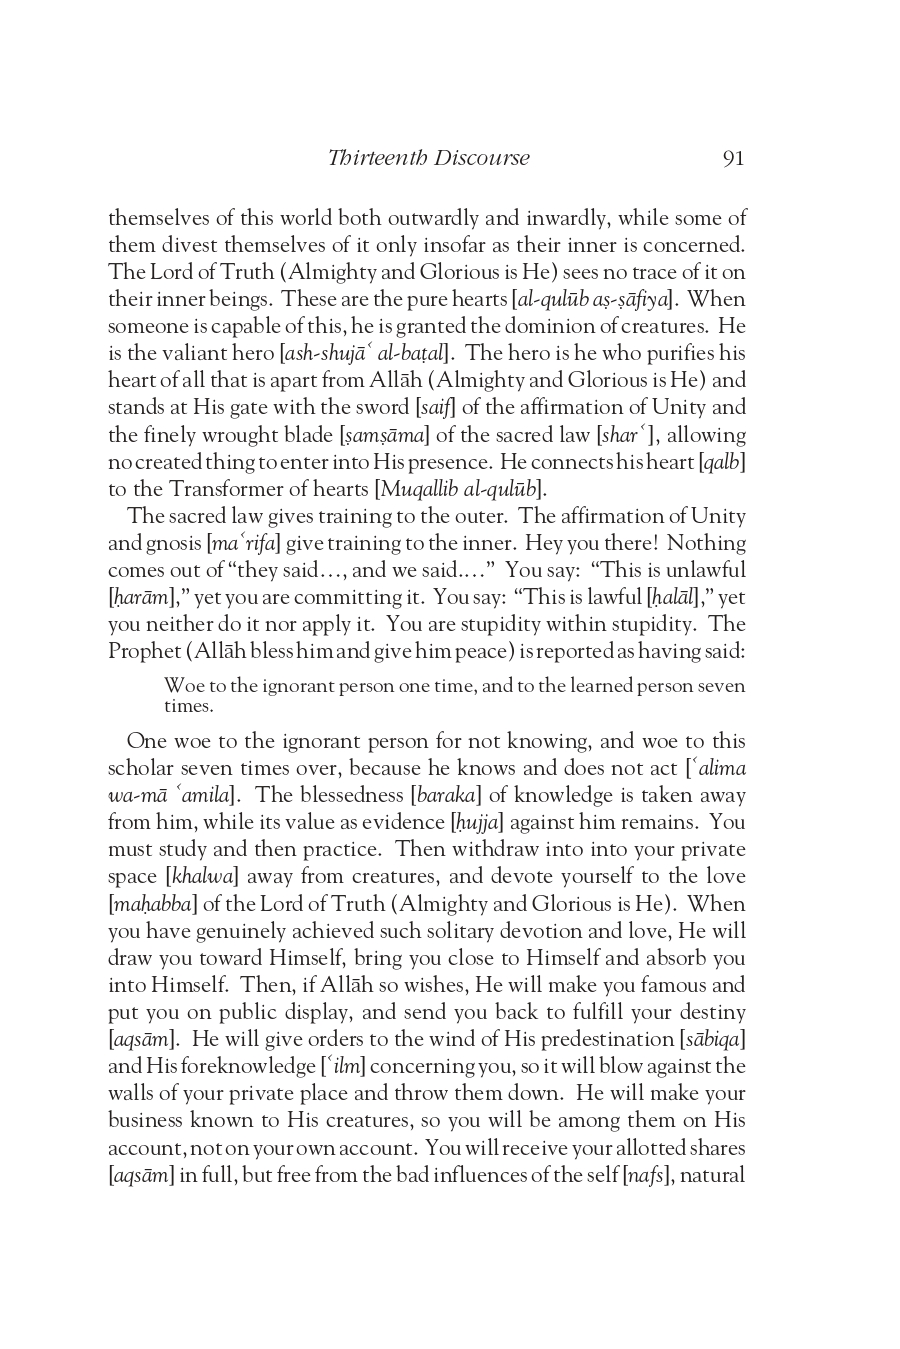 Thirteenth Discourse 91
themselves of this world both outwardly and inwardly, while some of
them divest themselves of it only insofar as their inner is concerned.
The Lord of Truth (Almighty and Glorious is He) sees no trace of it on
their inner beings. These are the pure hearts [al-qulūb aṣ-ṣāfiya]. When
someone is capable of this, he is granted the dominion of creatures. He
is the valiant hero [ash-shujāʿ al-baṭal]. The hero is he who purifies his
heart of all that is apart from Allāh (Almighty and Glorious is He) and
stands at His gate with the sword [saif] of the affirmation of Unity and
the finely wrought blade [ṣamṣāma] of the sacred law [sharʿ], allowing
no created thing to enter into His presence. He connects his heart [qalb]
to the Transformer of hearts [Muqallib al-qulūb].
The sacred law gives training to the outer. The affirmation of Unity
and gnosis [maʿrifa] give training to the inner. Hey you there! Nothing
comes out of “they said…, and we said.…” You say: “This is unlawful
[ḥarām],” yet you are committing it. You say: “This is lawful [ḥalāl],” yet
you neither do it nor apply it. You are stupidity within stupidity. The
Prophet (Allāh bless him and give him peace) is reported as having said:
Woe to the ignorant person one time, and to the learned person seven
times.
One woe to the ignorant person for not knowing, and woe to this
scholar seven times over, because he knows and does not act [ʿalima
wa-mā ʿamila]. The blessedness [baraka] of knowledge is taken away
from him, while its value as evidence [ḥujja] against him remains. You
must study and then practice. Then withdraw into into your private
space [khalwa] away from creatures, and devote yourself to the love
[maḥabba] of the Lord of Truth (Almighty and Glorious is He). When
you have genuinely achieved such solitary devotion and love, He will
draw you toward Himself, bring you close to Himself and absorb you
into Himself. Then, if Allāh so wishes, He will make you famous and
put you on public display, and send you back to fulfill your destiny
[aqsām]. He will give orders to the wind of His predestination [sābiqa]
and His foreknowledge [ʿilm] concerning you, so it will blow against the
walls of your private place and throw them down. He will make your
business known to His creatures, so you will be among them on His
account, not on your own account. You will receive your allotted shares
[aqsām] in full, but free from the bad influences of the self [nafs], natural